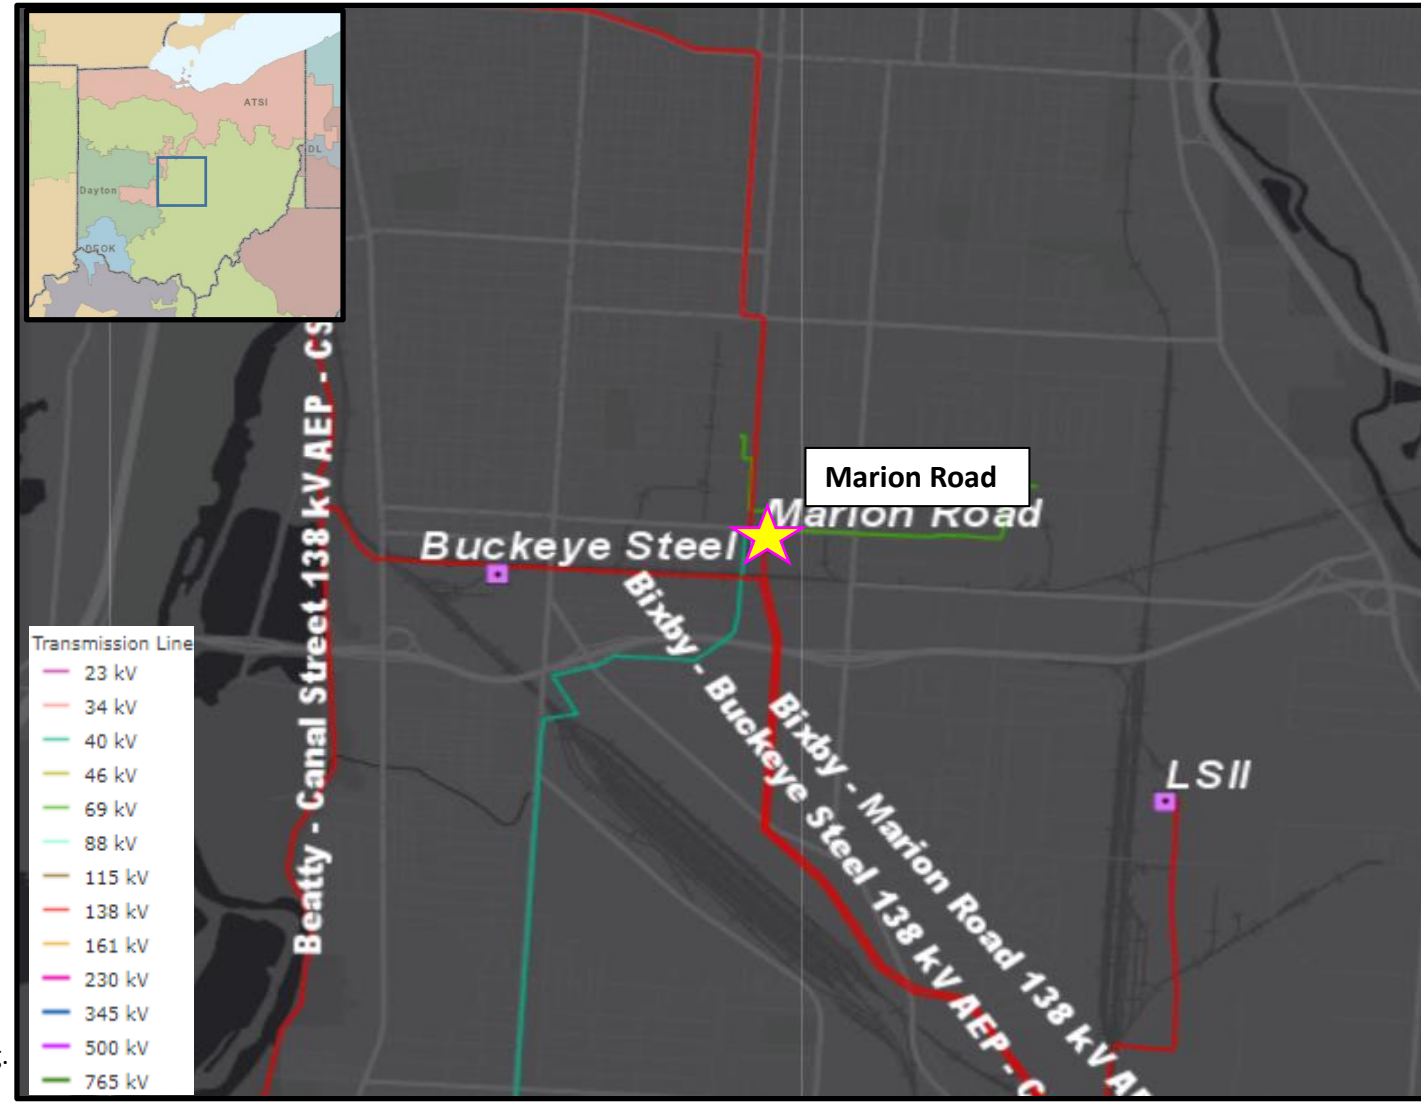 ATSI
DL
Dayton
DEOK
Marion Road
Marion Road
Buckeye Steel
Beatty - Canal Street 138 kV AEP - CS
Bixby - Buckeye Steel 138 kV AEP - C
Bixby - Marion Road 138 kV AE
LSII
Transmission Line
23 kV
34 kV
40 kV
46 kV
69 kV
88 kV
115 kV
138 kV
161 kV
230 kV
345 kV
500 kV
765 kV